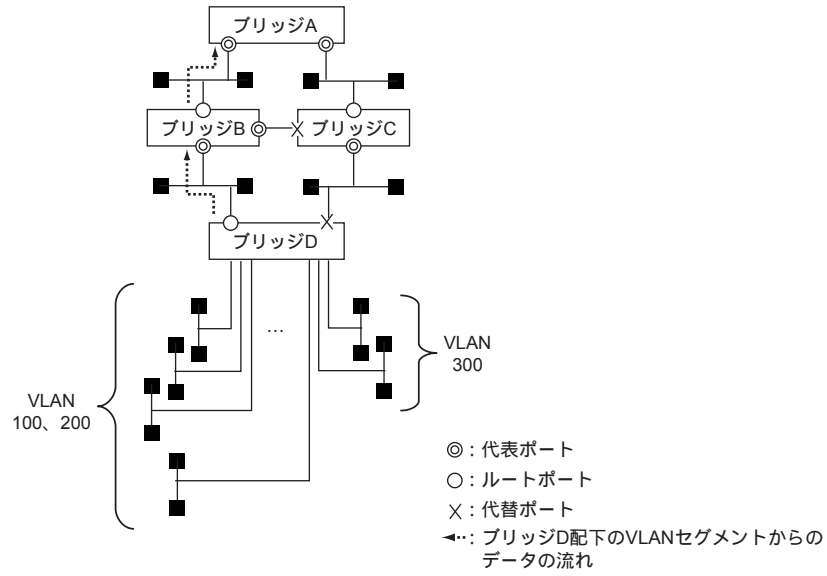 ブリッジA
ブリッジB
ブリッジC
ブリッジD
…
VLAN
300
VLAN
100、200
◎：代表ポート
○：ルートポート
×：代替ポート
：ブリッジD配下のVLANセグメントからの
データの流れ